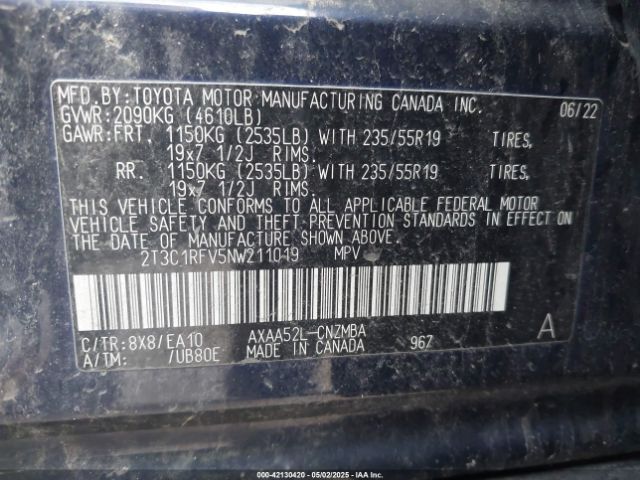 MFD.BY:TOYOTA MOTOR MANUFACTURING CANADA INC. 06/22
GVWR:2090KG (4610LB)
GAWR:FRT. 1150KG (2535LB) WITH 235/55R19 TIRES,
19x7 1/2J RIMS.
RR. 1150KG (2535LB) WITH 235/55R19 TIRES,
19x7 1/2J RIMS.
THIS VEHICLE CONFORMS TO ALL APPLICABLE FEDERAL MOTOR
VEHICLE SAFETY AND THEFT PREVENTION STANDARDS IN EFFECT ON
THE DATE OF MANUFACTURE SHOWN ABOVE.
2T3C1RFV5NW211049 MPV
C/TR:8X8/EA10 AXAA52L-CNZMBA
A/TM: /UB80E MADE IN CANADA 967 A
000-42130420 - 05/02/2025 - IAA Inc.